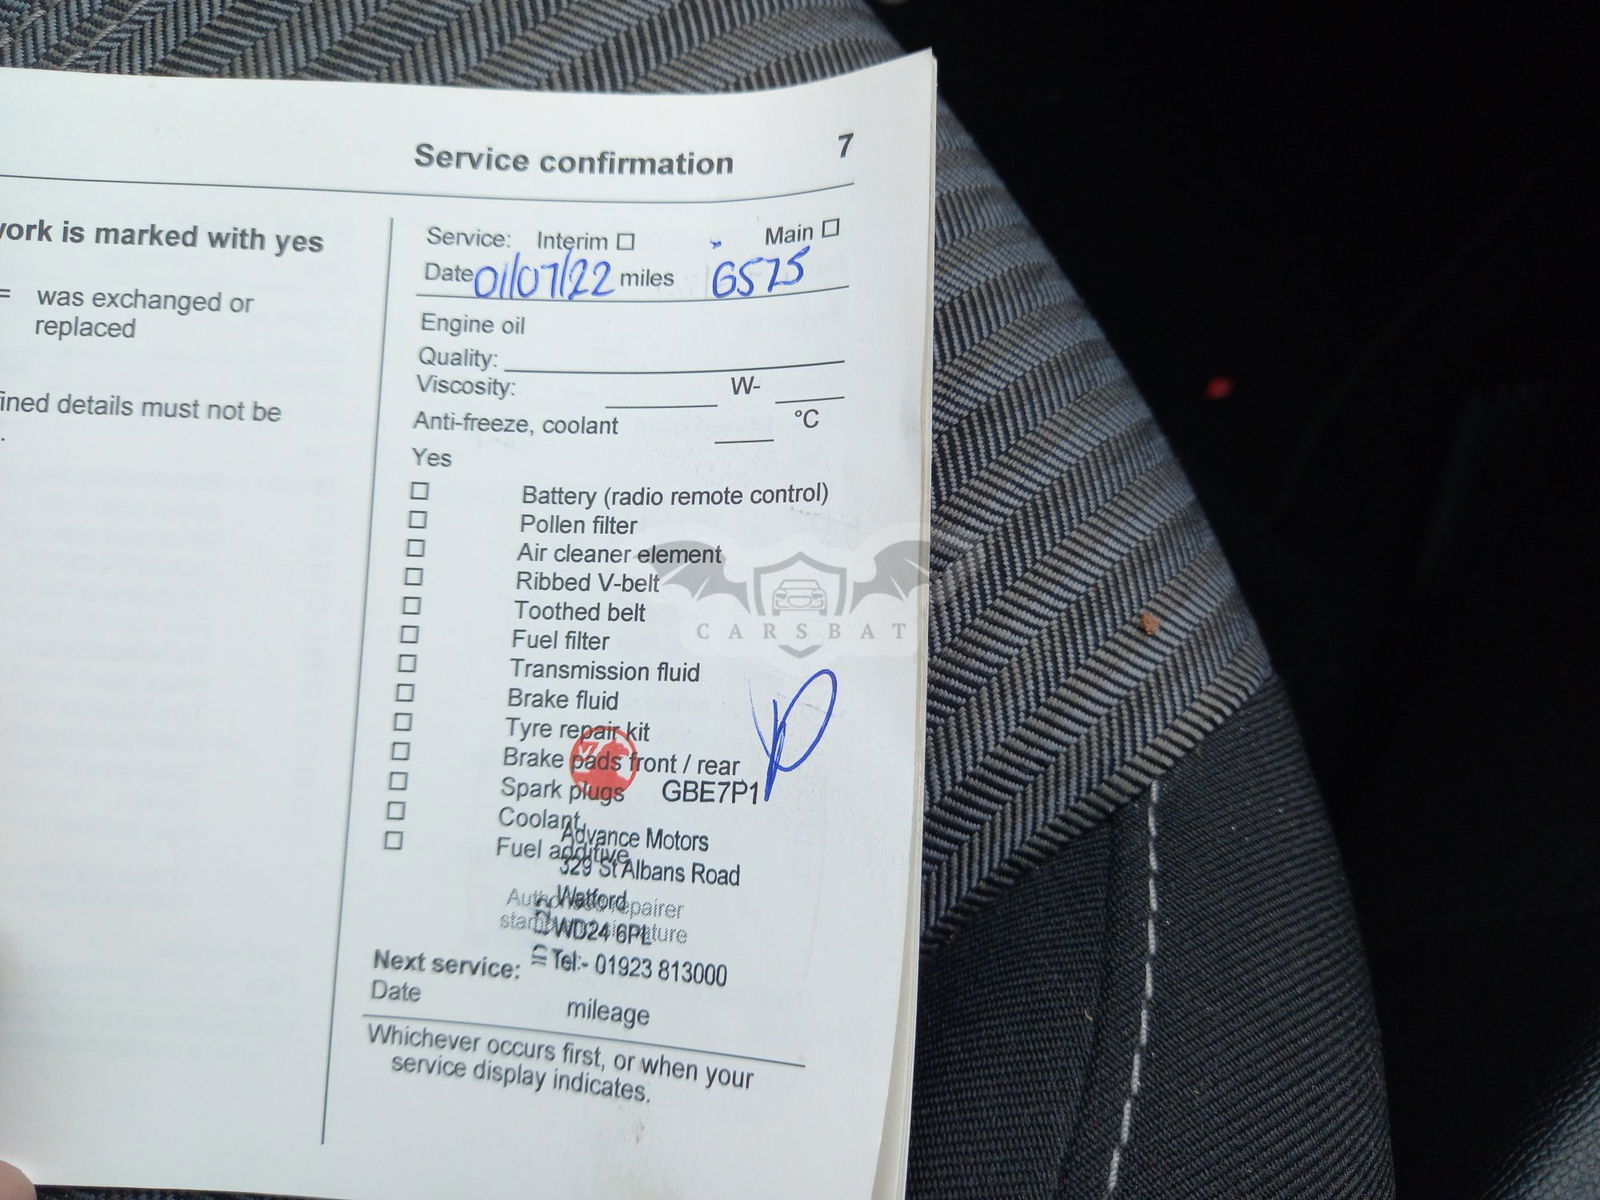 Service confirmation
7
work is marked with yes
= was exchanged or
replaced
ined details must not be
.
Service: Interim ☐ Main ☐
Date 01/07/22 miles 6575
Engine oil
Quality:
Viscosity: W-
Anti-freeze, coolant °C
Yes
☐ Battery (radio remote control)
☐ Pollen filter
☐ Air cleaner element
☐ Ribbed V-belt
☐ Toothed belt
☐ Fuel filter
☐ Transmission fluid
☐ Brake fluid
☐ Tyre repair kit
☐ Brake pads front / rear
☐ Spark plugs
☐ Coolant
☐ Fuel additive
GBE7P1
Advance Motors
329 St Albans Road
Watford
WD24 6PL
Tel:- 01923 813000
repairer
Next service:
Date mileage
Whichever occurs first, or when your
service display indicates.
CARSBAT